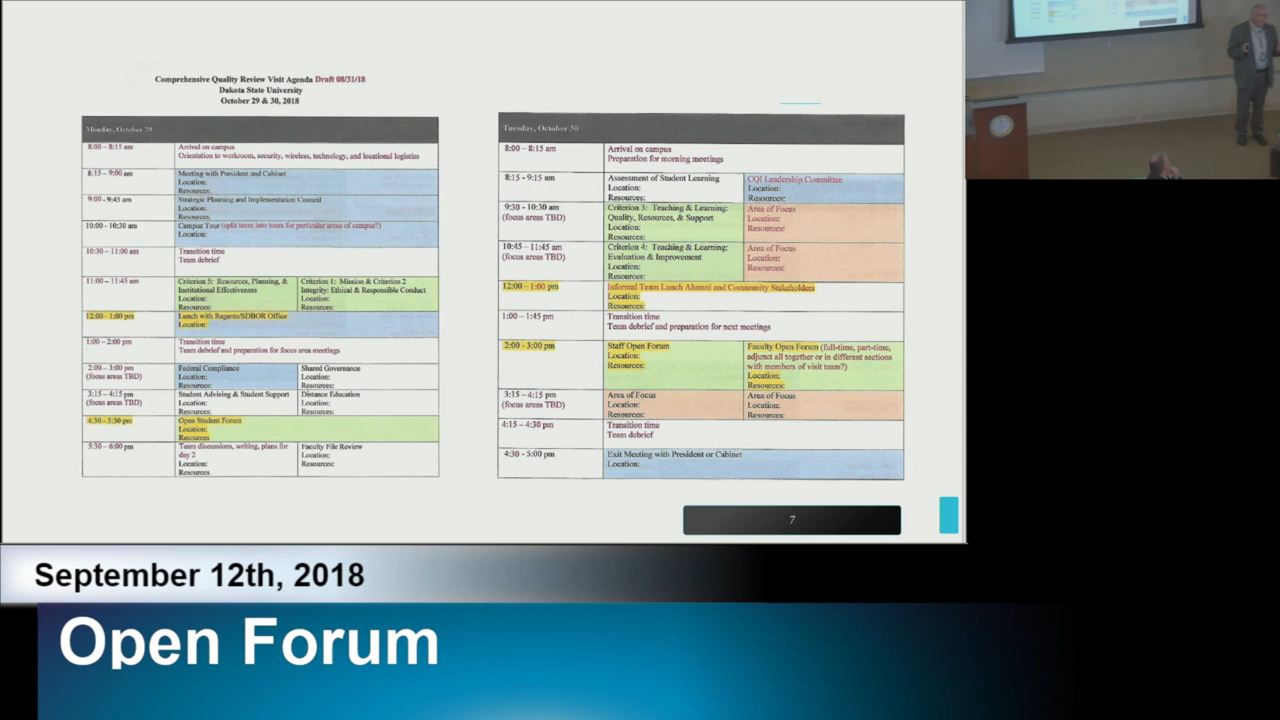 Comprehensive Quality Review Visit Agenda Draft 08/31/18
Dakota State University
October 29 & 30, 2018
Monday, October 29
8:00 – 8:15 am
Arrival on campus
Orientation to workroom, security, wireless, technology, and locational logistics
8:15 – 9:00 am
Meeting with President and Cabinet
Location:
Resources:
9:00 - 9:45 am
Strategic Planning and Implementation Council
Location:
Resources:
10:00 - 10:30 am
Campus Tour (split team into tours for particular areas of campus?)
Location:
10:30 – 11:00 am
Transition time
Team debrief
11:00 – 11:45 am
Criterion 5: Resources, Planning, &
Institutional Effectiveness
Location:
Resources:
Criterion 1: Mission & Criterion 2
Integrity: Ethical & Responsible Conduct
Location:
Resources:
12:00 - 1:00 pm
Lunch with Regents/SDBOR Office
Location:
1:00 – 2:00 pm
Transition time
Team debrief and preparation for focus area meetings
2:00 – 3:00 pm
(focus areas TBD)
Federal Compliance
Location:
Resources:
Shared Governance
Location:
Resources:
3:15 – 4:15 pm
(focus areas TBD)
Student Advising & Student Support
Location:
Resources:
Distance Education
Location:
Resources:
4:30 - 5:30 pm
Open Student Forum
Location:
Resources
5:30 – 6:00 pm
Team discussions, writing, plans for
day 2
Location:
Resources
Faculty File Review
Location:
Resources:
Tuesday, October 30
8:00 – 8:15 am
Arrival on campus
Preparation for morning meetings
8:15 - 9:15 am
Assessment of Student Learning
Location:
Resources:
CQI Leadership Committee
Location:
Resources:
9:30 - 10:30 am
(focus areas TBD)
Criterion 3: Teaching & Learning:
Quality, Resources, & Support
Location:
Resources:
Area of Focus
Location:
Resources:
10:45 – 11:45 am
(focus areas TBD)
Criterion 4: Teaching & Learning:
Evaluation & Improvement
Location:
Resources:
Area of Focus
Location:
Resources:
12:00 – 1:00 pm
Informal Team Lunch Alumni and Community Stakeholders
Location:
Resources:
1:00 – 1:45 pm
Transition time
Team debrief and preparation for next meetings
2:00 - 3:00 pm
Staff Open Forum
Location:
Resources:
Faculty Open Forum (full-time, part-time,
adjunct all together or in different sections
with members of visit team?)
Location:
Resources:
3:15 – 4:15 pm
(focus areas TBD)
Area of Focus
Location:
Resources:
Area of Focus
Location:
Resources:
4:15 – 4:30 pm
Transition time
Team debrief
4:30 - 5:00 pm
Exit Meeting with President or Cabinet
Location:
7
September 12th, 2018
Open Forum